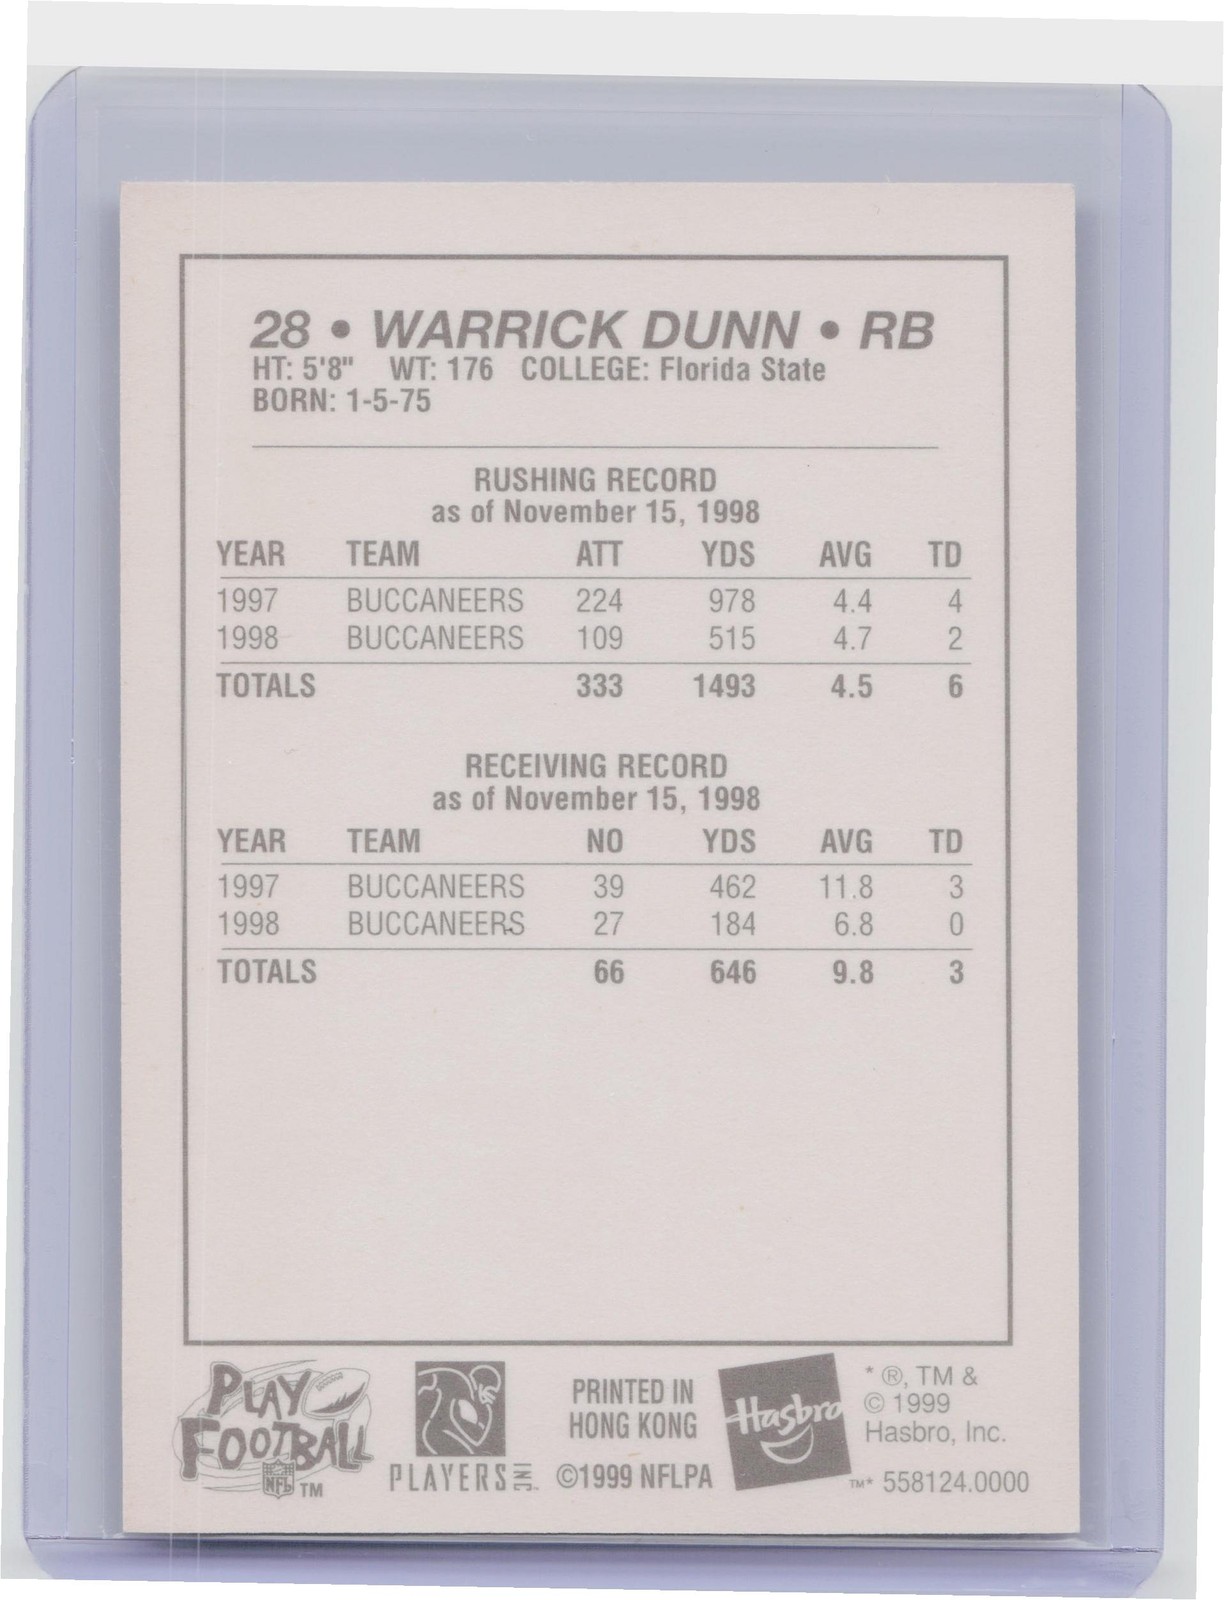 28 • WARRICK DUNN • RB
HT: 5'8" WT: 176 COLLEGE: Florida State
BORN: 1-5-75
RUSHING RECORD
as of November 15, 1998
YEAR TEAM ATT YDS AVG TD
1997 BUCCANEERS 224 978 4.4 4
1998 BUCCANEERS 109 515 4.7 2
TOTALS 333 1493 4.5 6
RECEIVING RECORD
as of November 15, 1998
YEAR TEAM NO YDS AVG TD
1997 BUCCANEERS 39 462 11.8 3
1998 BUCCANEERS 27 184 6.8 0
TOTALS 66 646 9.8 3
PLAY
FOOTBALL
NFL TM
PLAYERS INC
PRINTED IN
HONG KONG
©1999 NFLPA
Hasbro
* ®, TM &
© 1999
Hasbro, Inc.
TM* 558124.0000